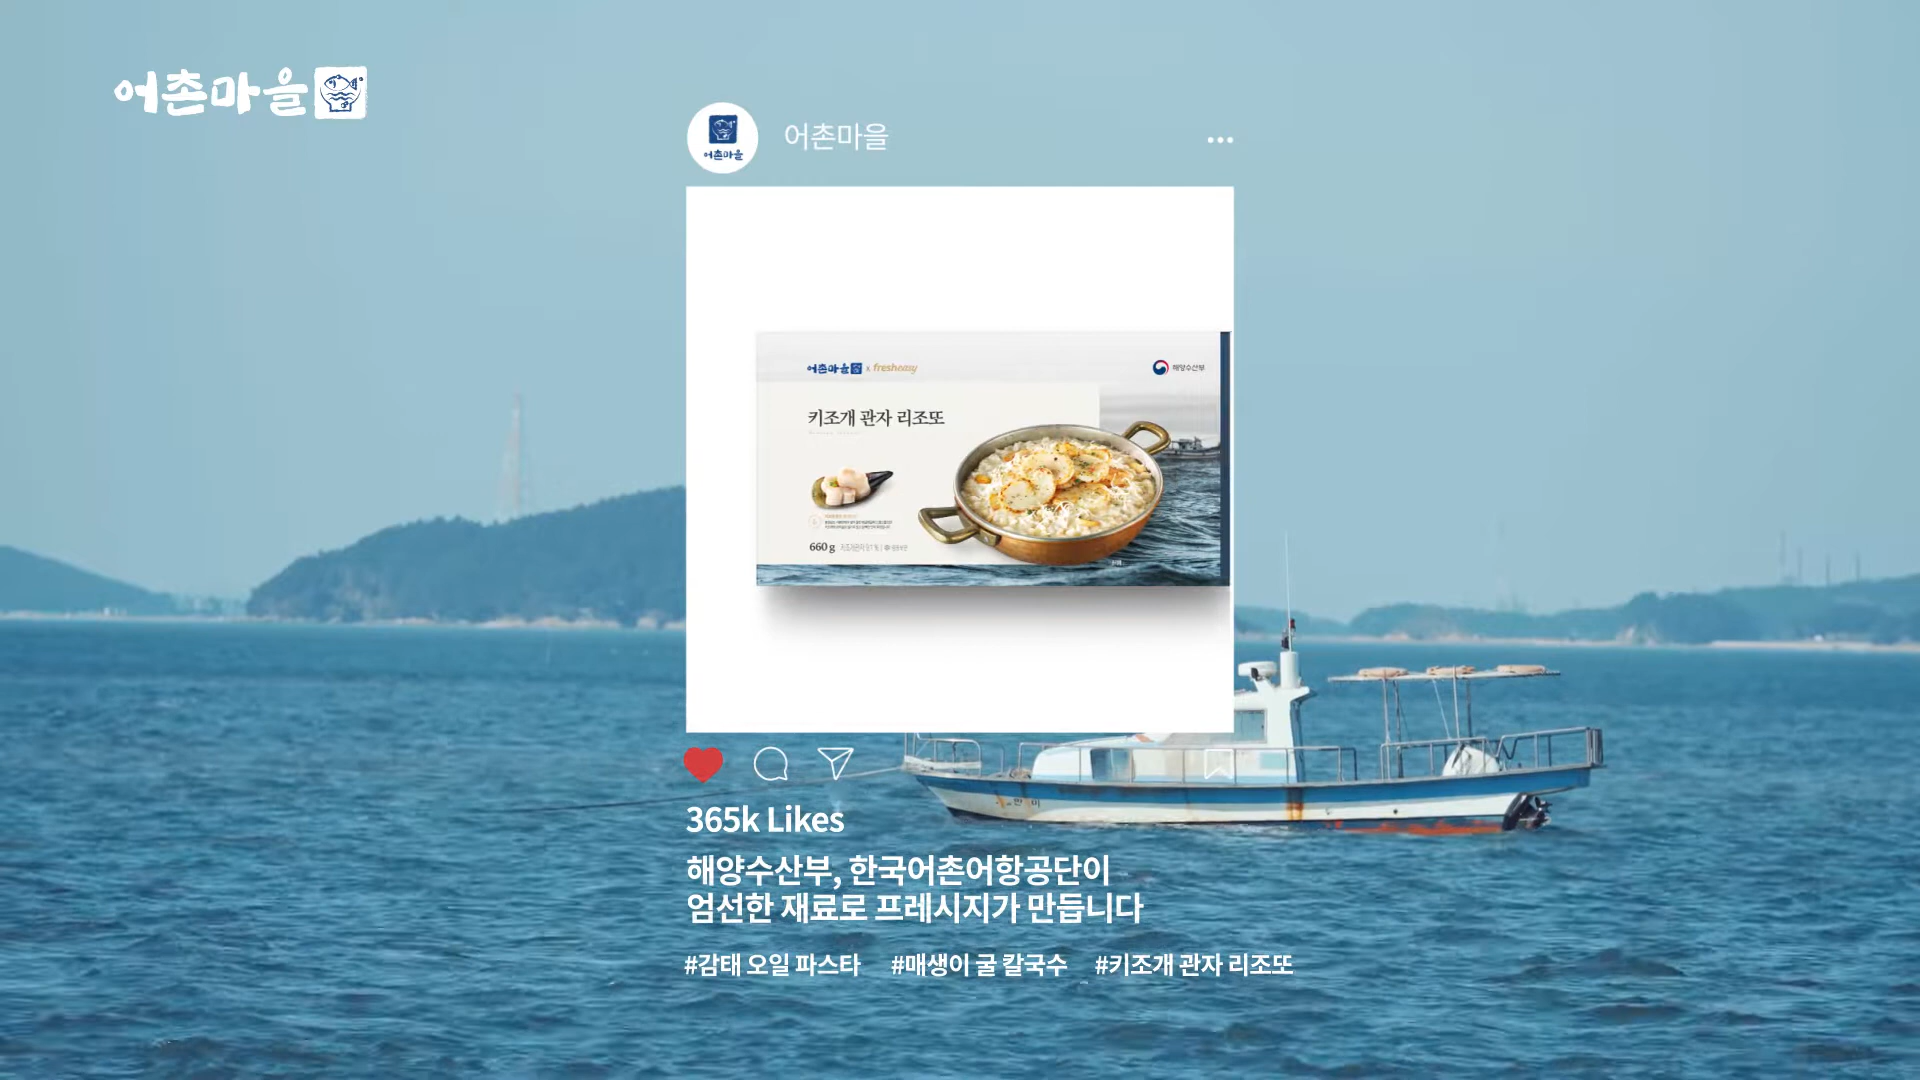 어촌마을
어촌마을
어촌마을
어촌마을 x fresheasy
해양수산부
키조개 관자 리조또
660 g
365k Likes
해양수산부, 한국어촌어항공단이
엄선한 재료로 프레시지가 만듭니다
#감태 오일 파스타 #매생이 굴 칼국수 #키조개 관자 리조또